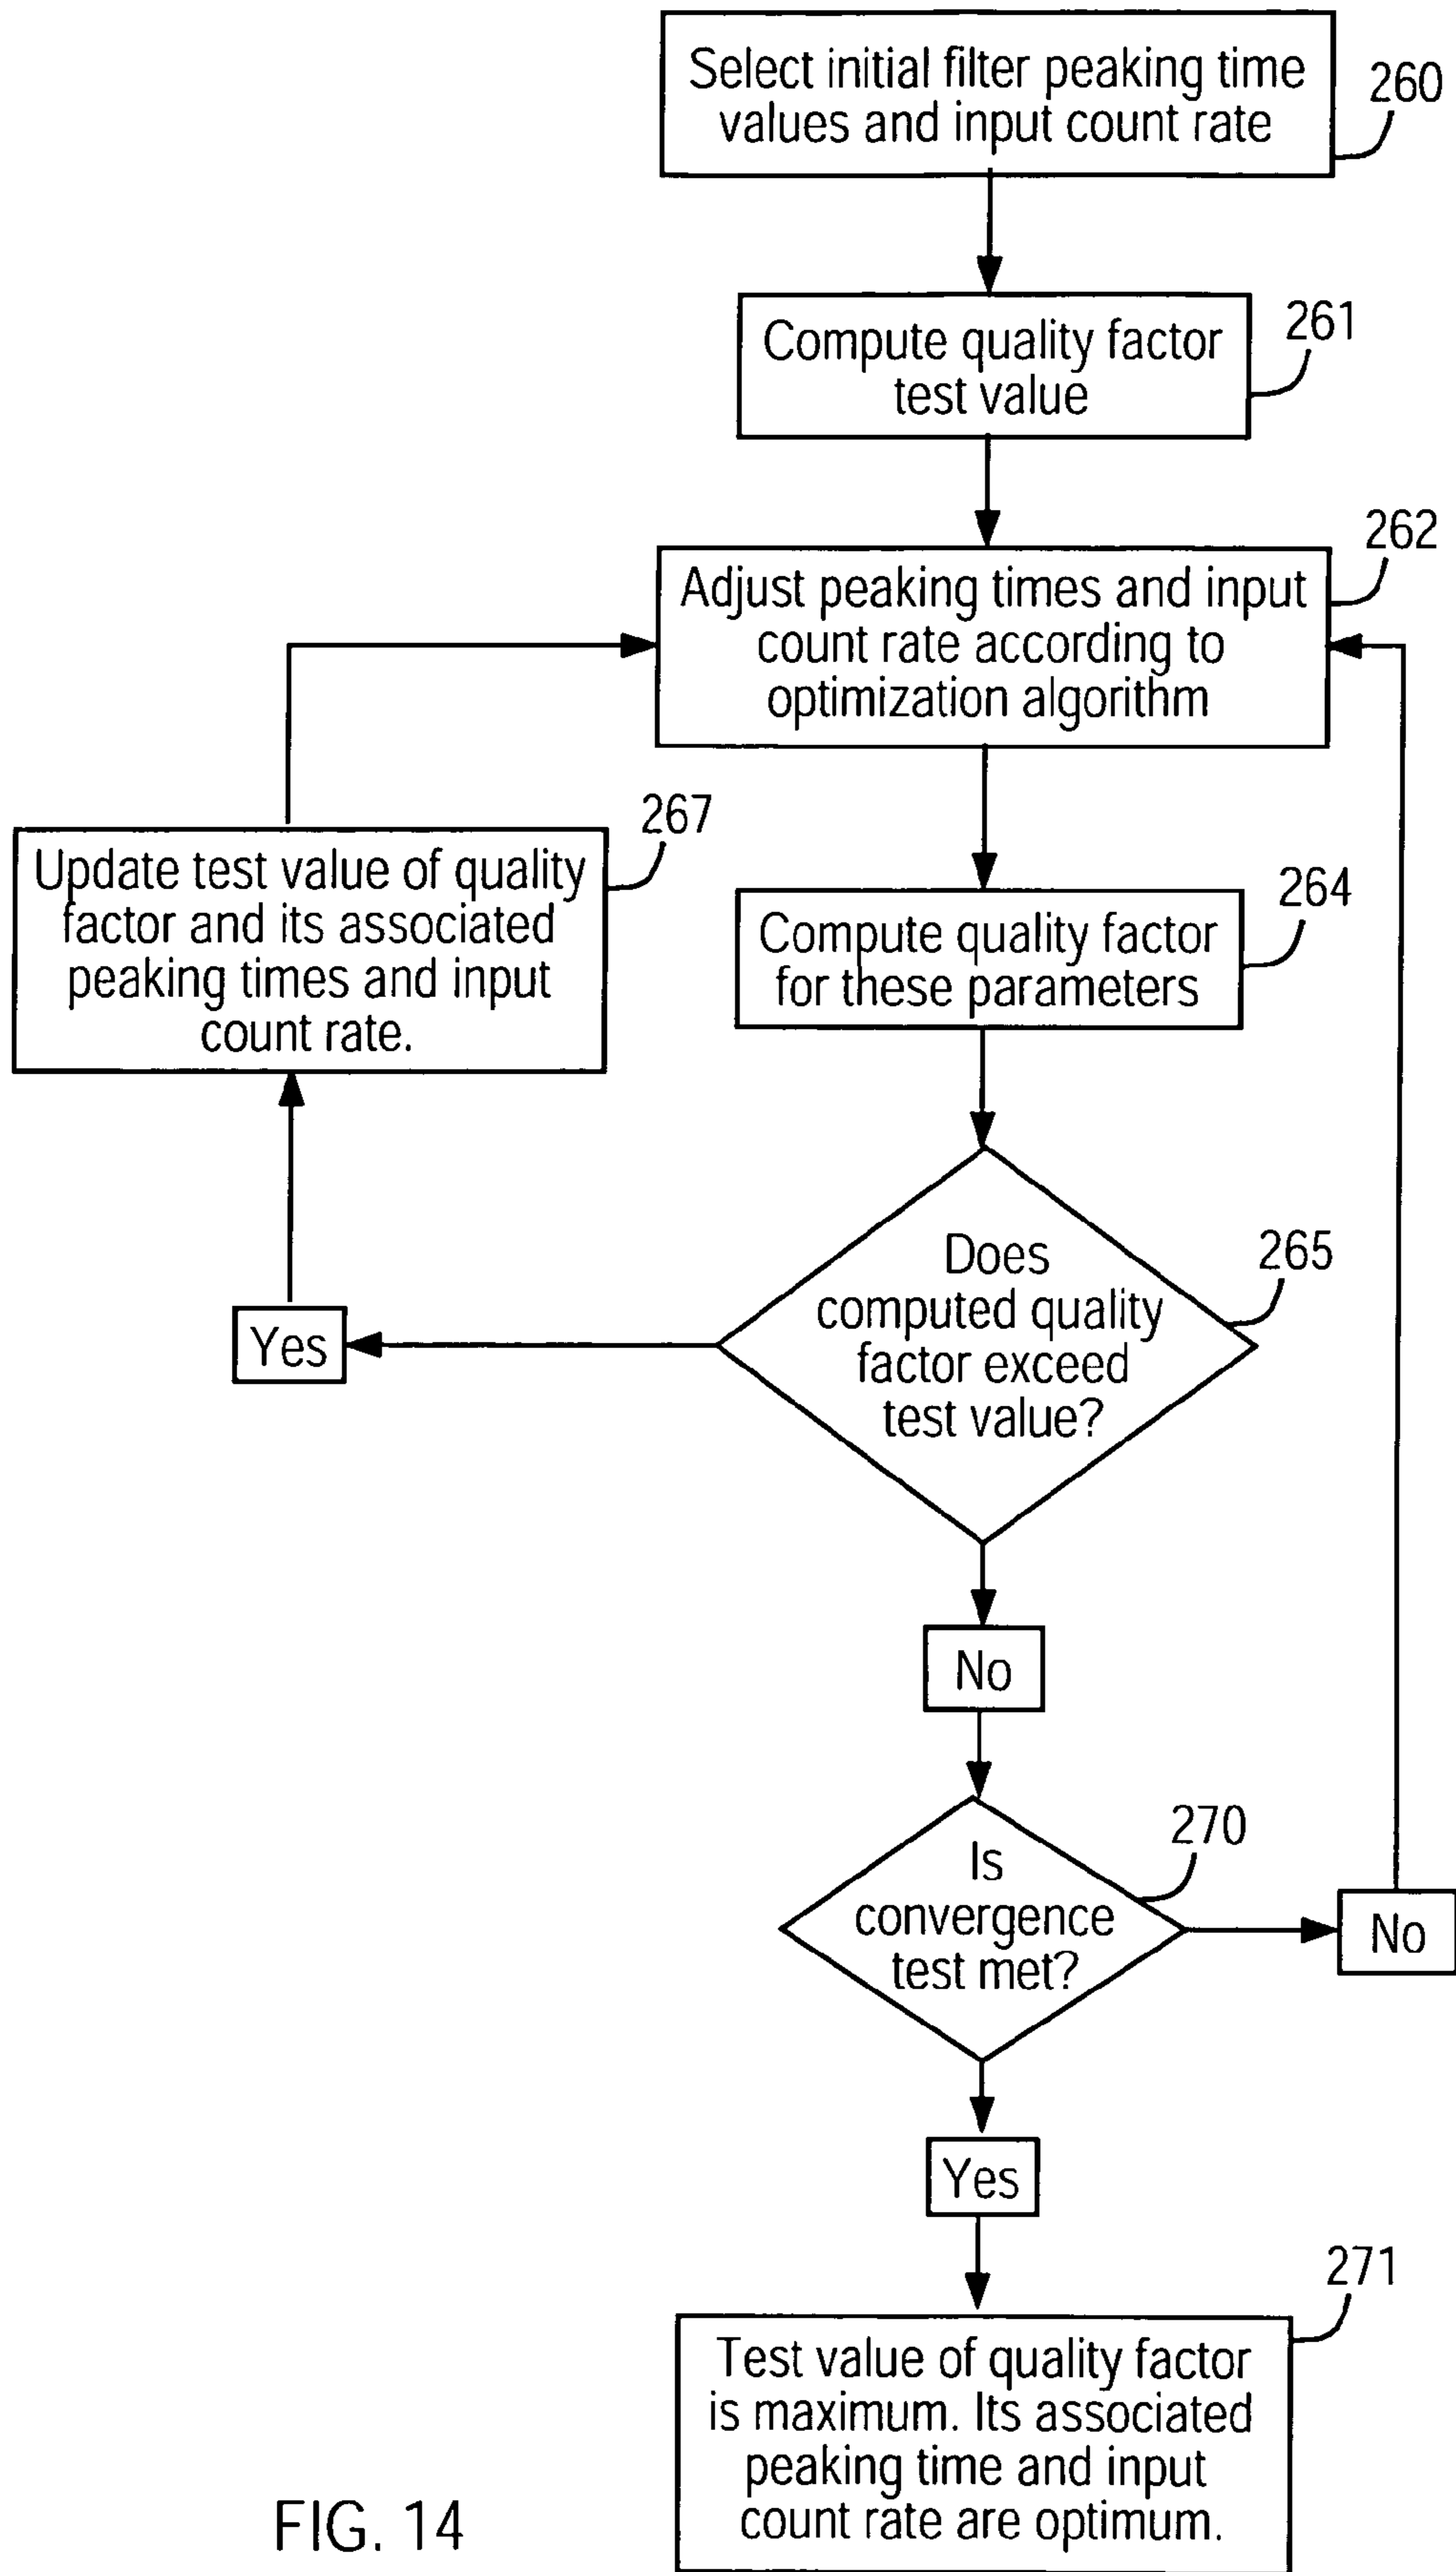 Select initial filter peaking time
values and input count rate
260
Compute quality factor
test value
261
Adjust peaking times and input
count rate according to
optimization algorithm
262
Update test value of quality
factor and its associated
peaking times and input
count rate.
267
Compute quality factor
for these parameters
264
Does
computed quality
factor exceed
test value?
265
Yes
No
Is
convergence
test met?
270
No
Yes
Test value of quality factor
is maximum. Its associated
peaking time and input
count rate are optimum.
271
FIG. 14